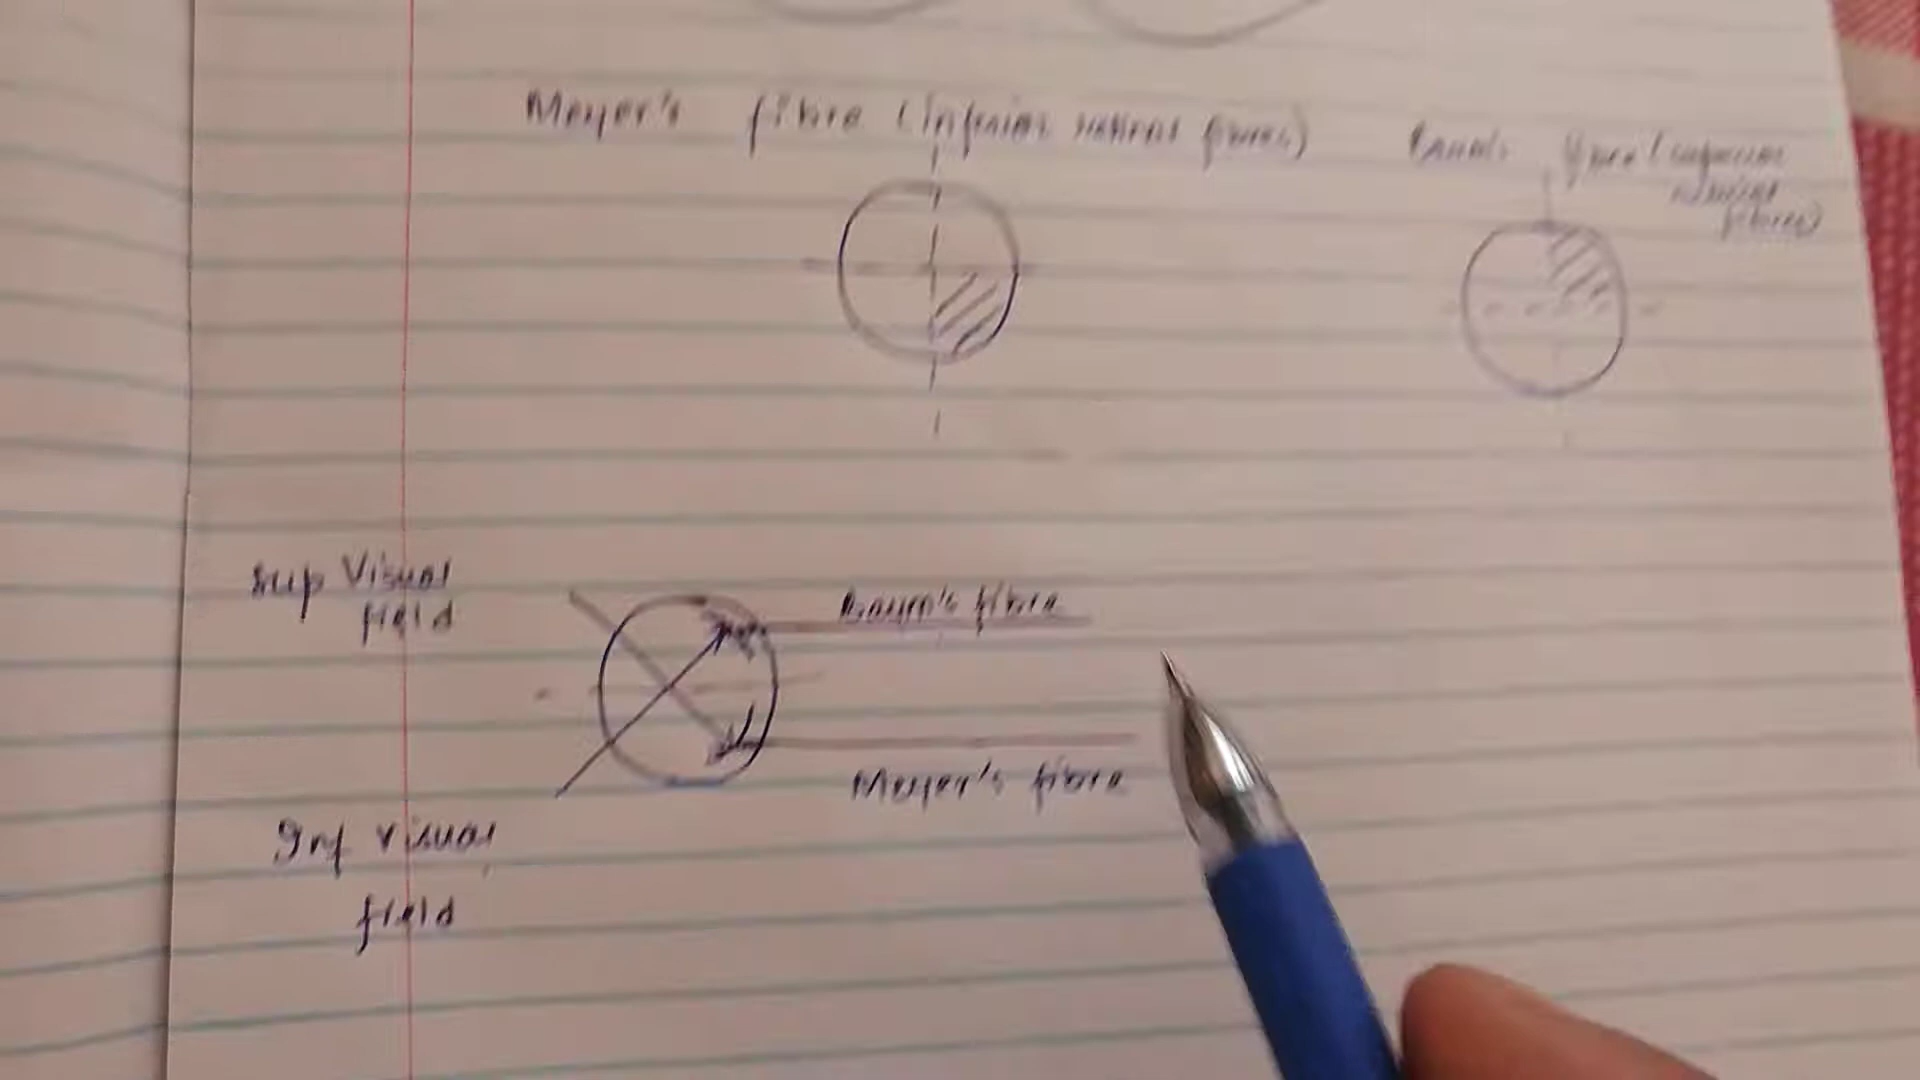 Meyer's fibre (inferior retinal fibres)
fibre (superior
retinal
fibres)
Sup Visual
field
Baum's fibre
Meyer's fibre
Inf Visual
field